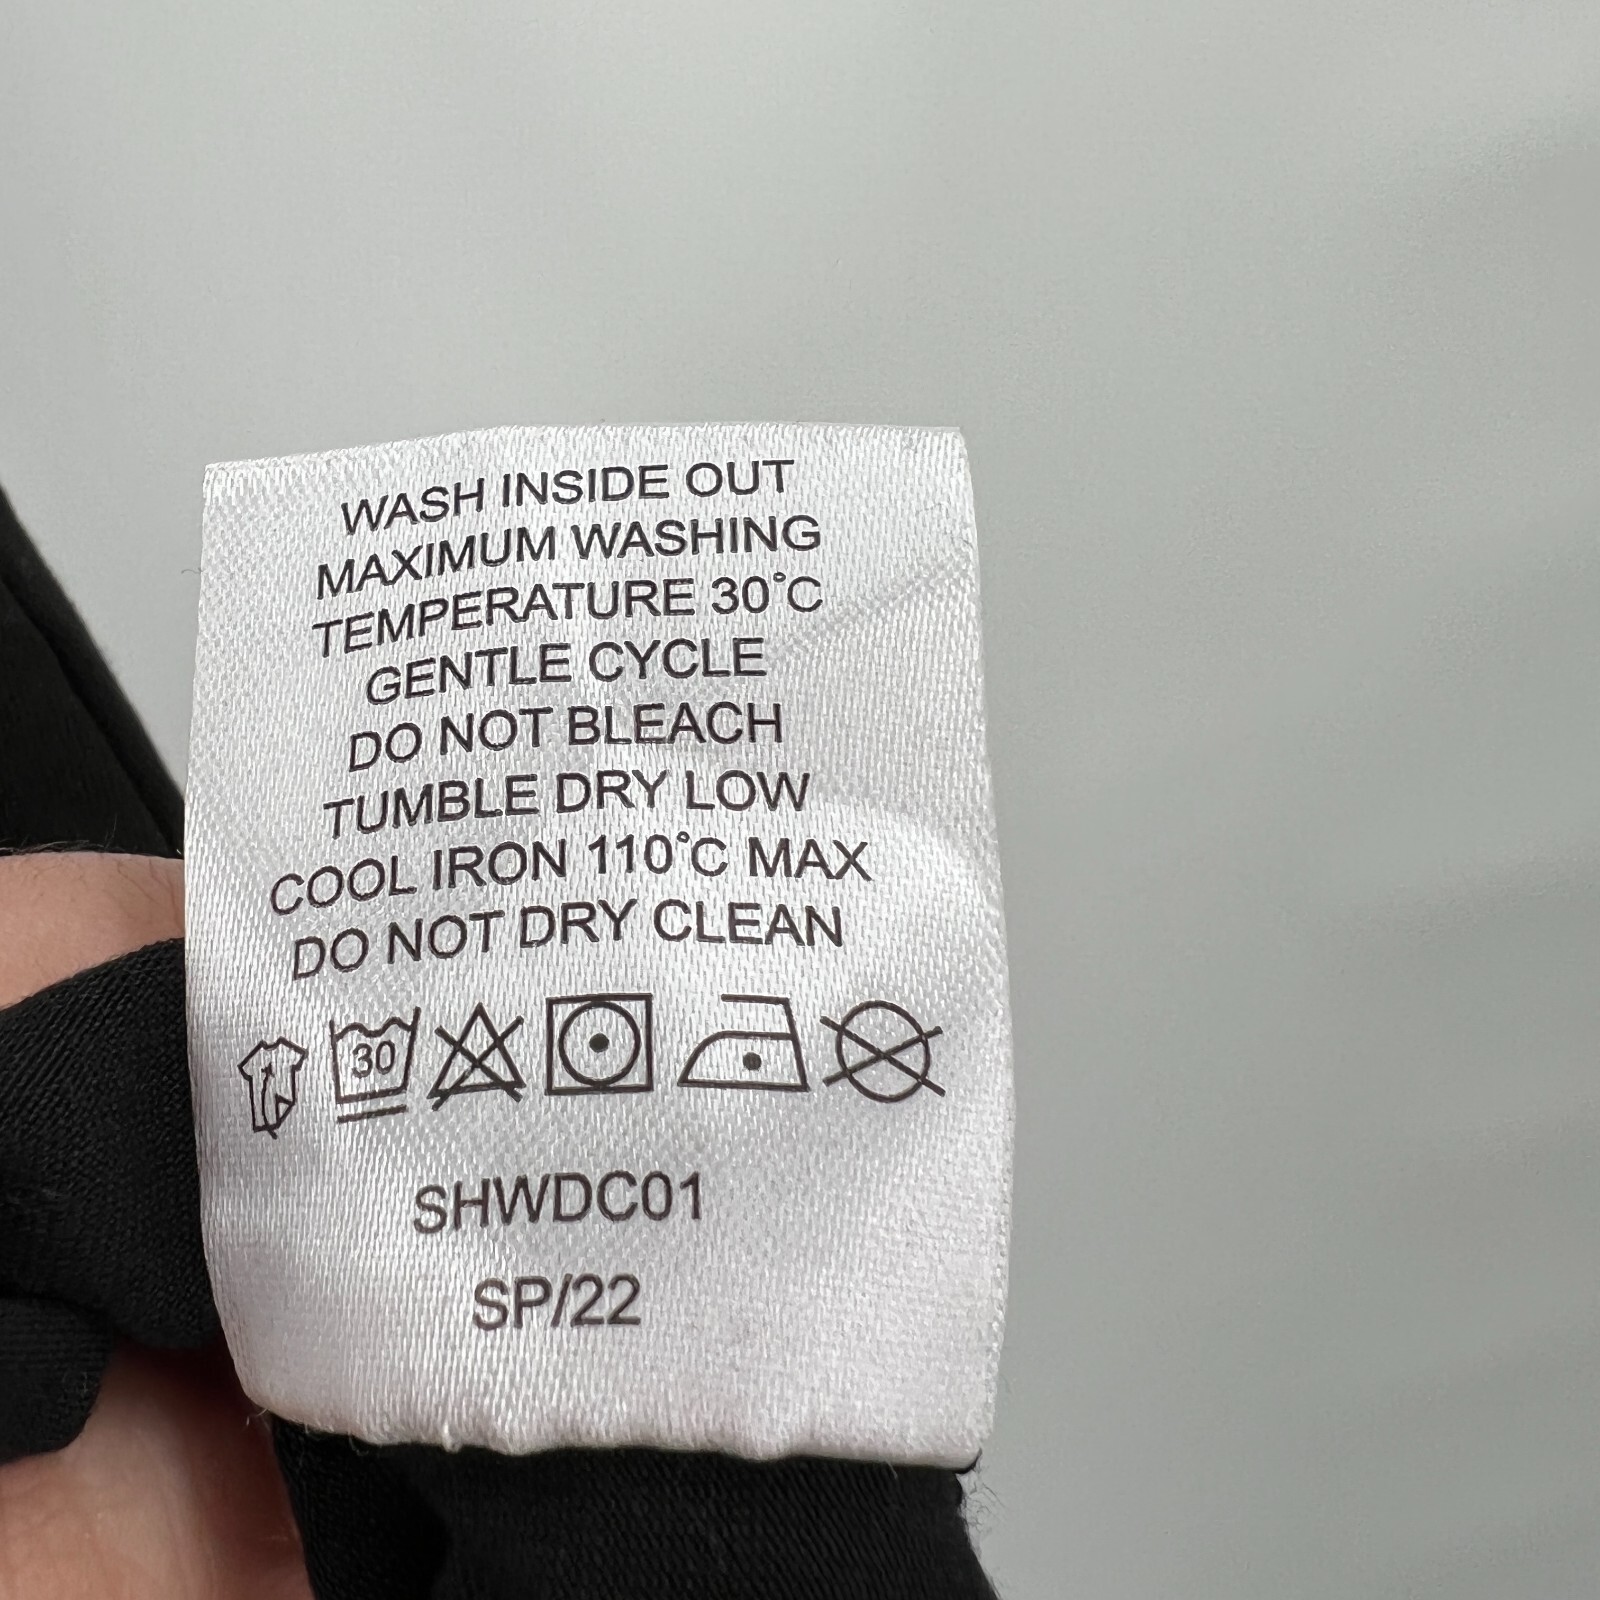 WASH INSIDE OUT
MAXIMUM WASHING
TEMPERATURE 30°C
GENTLE CYCLE
DO NOT BLEACH
TUMBLE DRY LOW
COOL IRON 110°C MAX
DO NOT DRY CLEAN
30
SHWDC01
SP/22